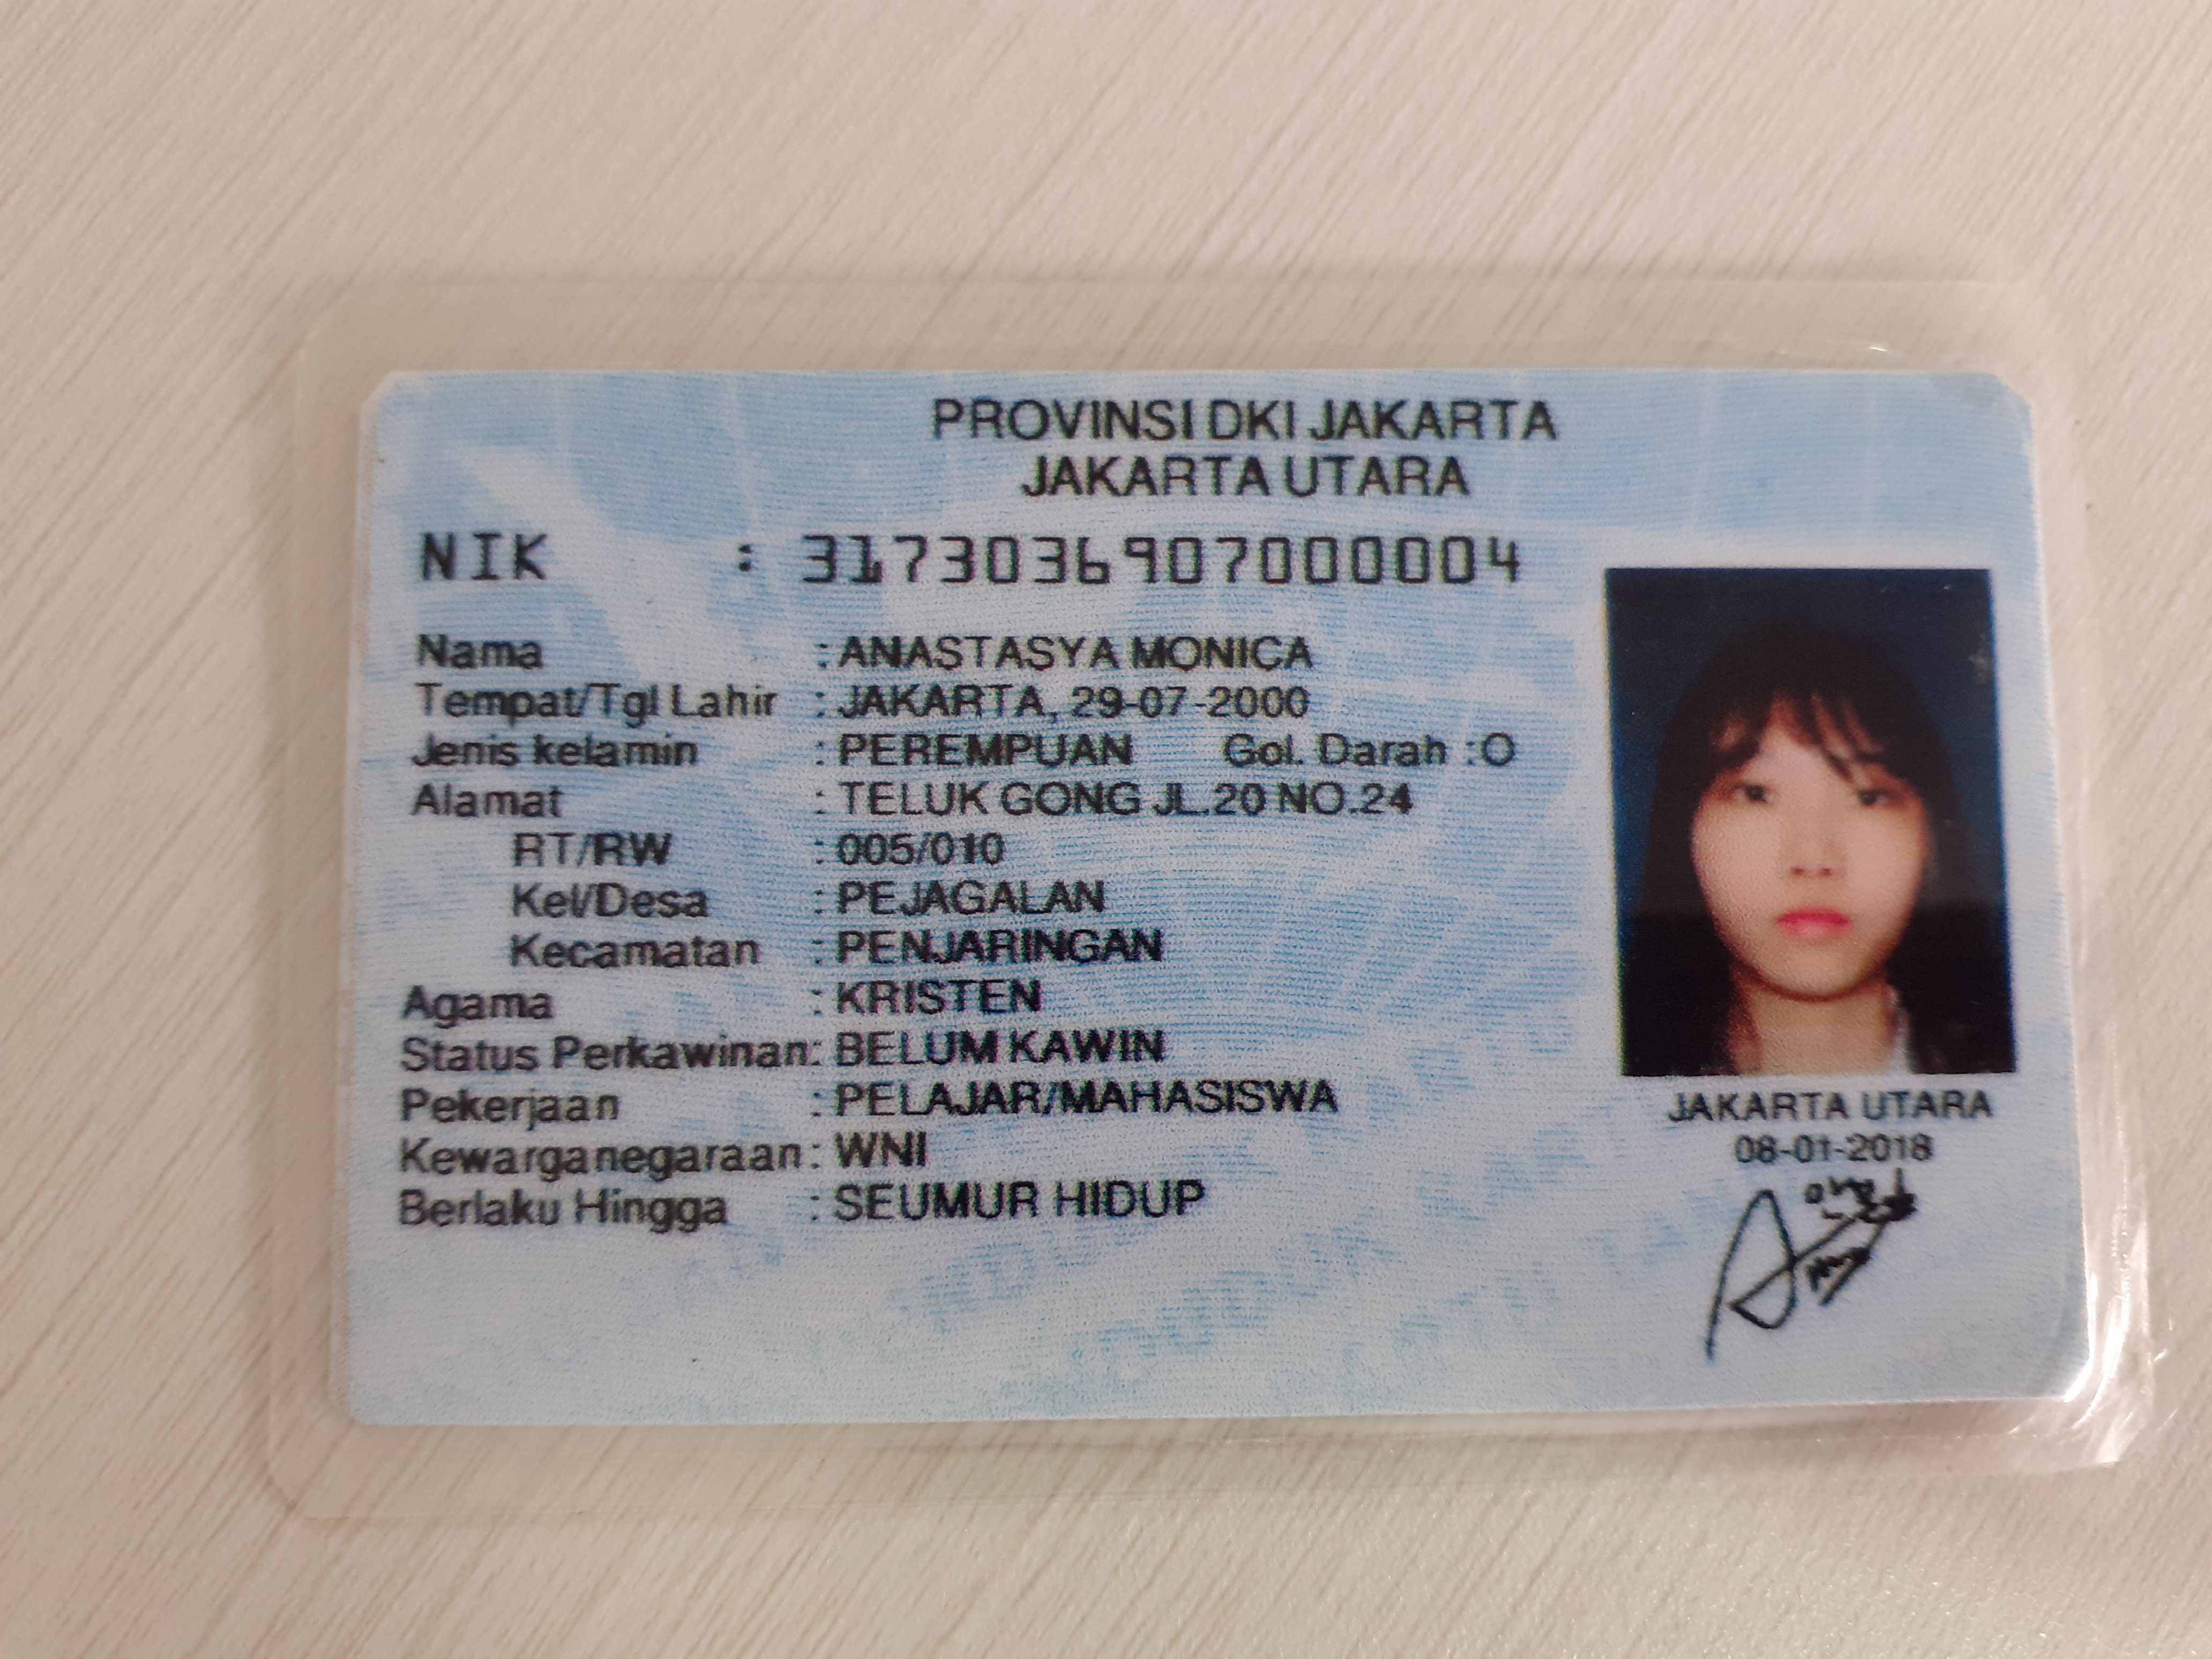 PROVINSI DKI JAKARTA
JAKARTA UTARA
NIK : 3173036907000004
Nama : ANASTASYA MONICA
Tempat/Tgl Lahir : JAKARTA, 29-07-2000
Jenis kelamin : PEREMPUAN Gol. Darah : O
Alamat : TELUK GONG JL.20 NO.24
RT/RW : 005/010
Kel/Desa : PEJAGALAN
Kecamatan : PENJARINGAN
Agama : KRISTEN
Status Perkawinan: BELUM KAWIN
Pekerjaan : PELAJAR/MAHASISWA
Kewarganegaraan : WNI
Berlaku Hingga : SEUMUR HIDUP
JAKARTA UTARA
08-01-2018